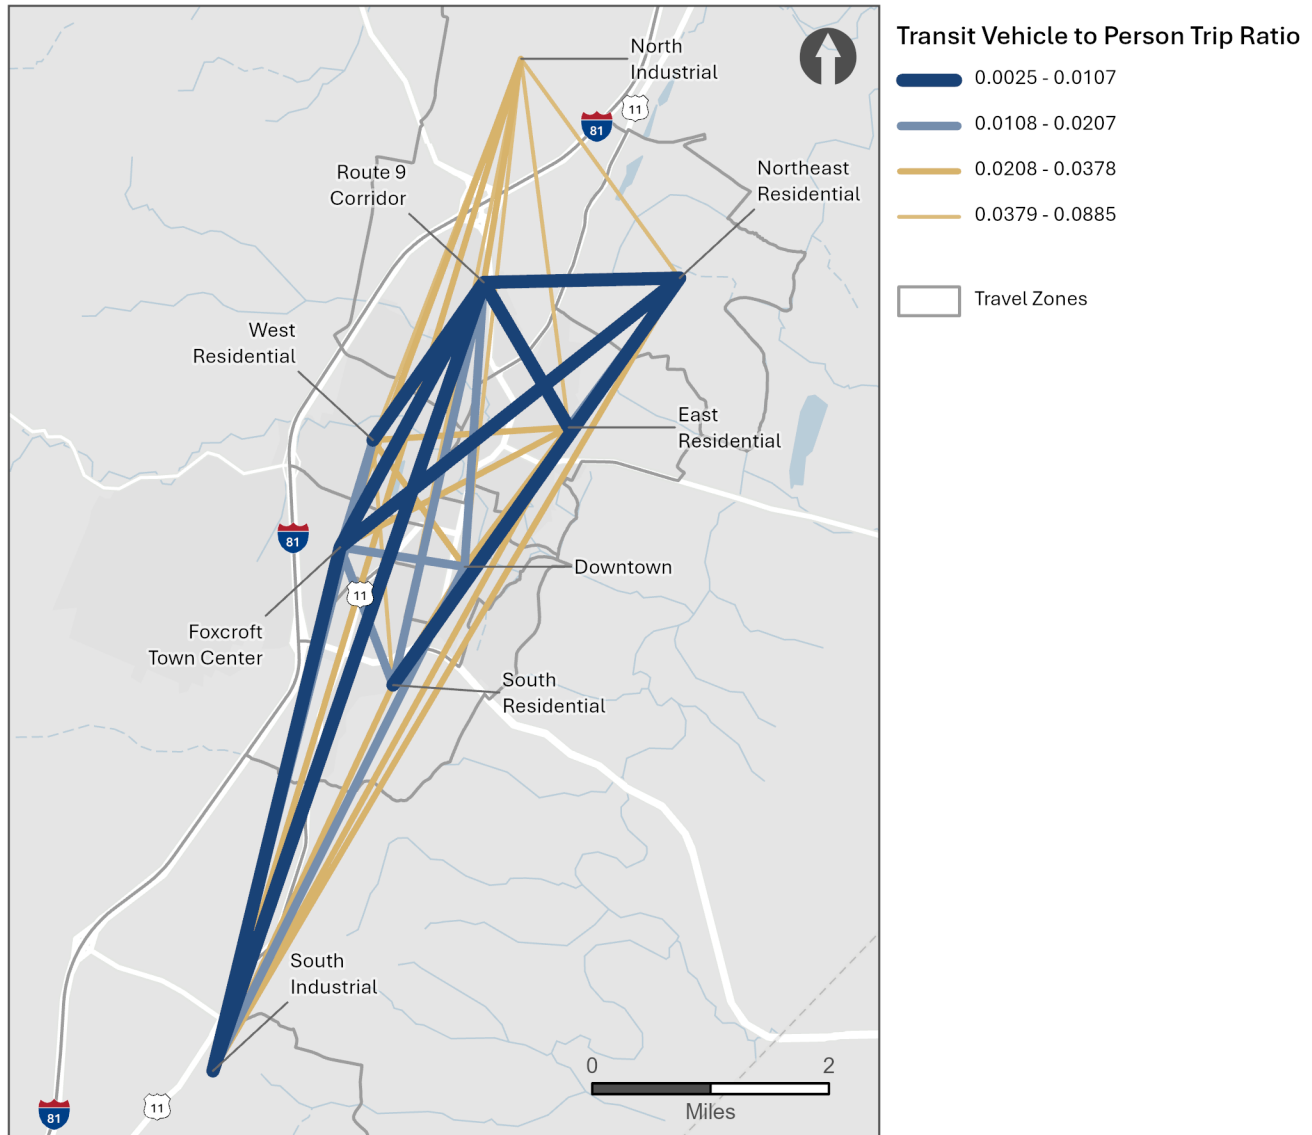 North
Industrial
11
81
Route 9
Corridor
Northeast
Residential
West
Residential
East
Residential
81
Downtown
11
Foxcroft
Town Center
South
Residential
South
Industrial
0 2
Miles
81
11
Transit Vehicle to Person Trip Ratio
0.0025 - 0.0107
0.0108 - 0.0207
0.0208 - 0.0378
0.0379 - 0.0885
Travel Zones